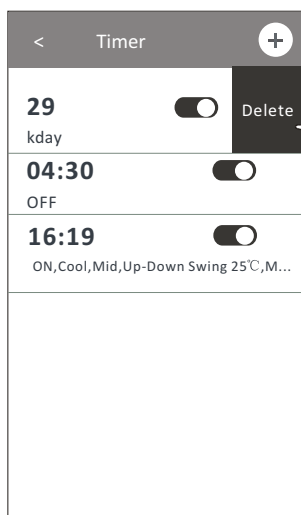 < Timer +
29 Delete
kday
04:30
OFF
16:19
ON,Cool,Mid,Up-Down Swing 25℃,M...